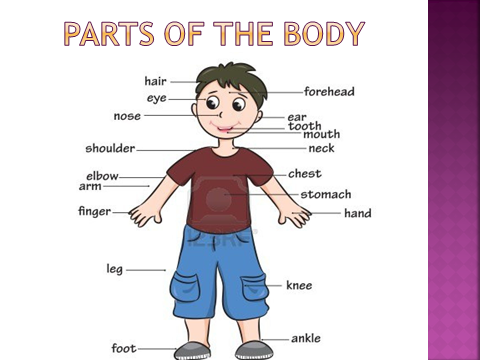 PARTS OF THE BODY
hair
forehead
eye
nose
ear
tooth
mouth
shoulder
neck
elbow
chest
arm
stomach
finger
hand
leg
knee
ankle
foot